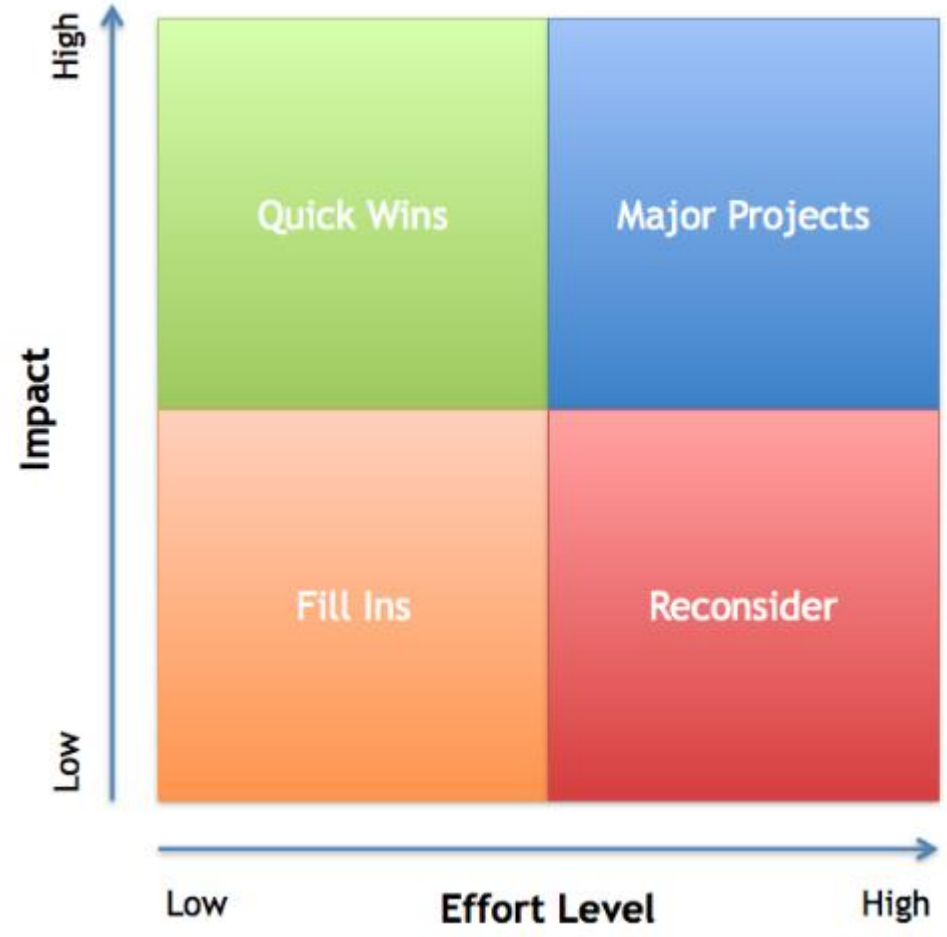 High
Quick Wins
Major Projects
Impact
Fill Ins
Reconsider
Low
Low
Effort Level
High